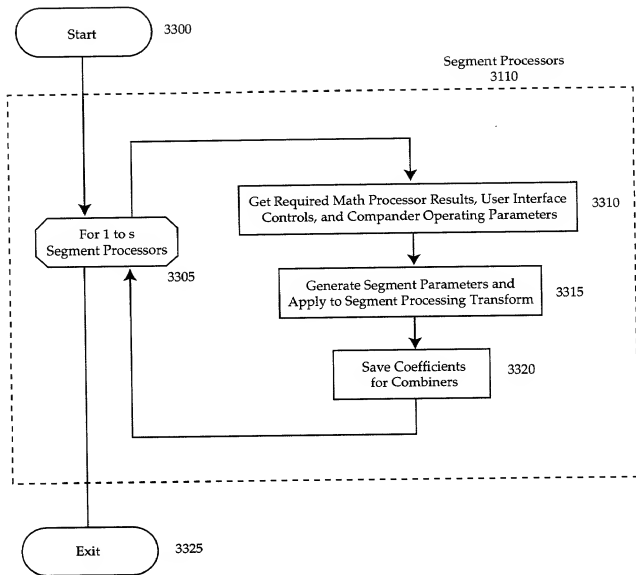 Start
3300
Segment Processors
3110
Get Required Math Processor Results, User Interface
Controls, and Compander Operating Parameters
3310
For 1 to s
Segment Processors
3305
Generate Segment Parameters and
Apply to Segment Processing Transform
3315
Save Coefficients
for Combiners
3320
Exit
3325